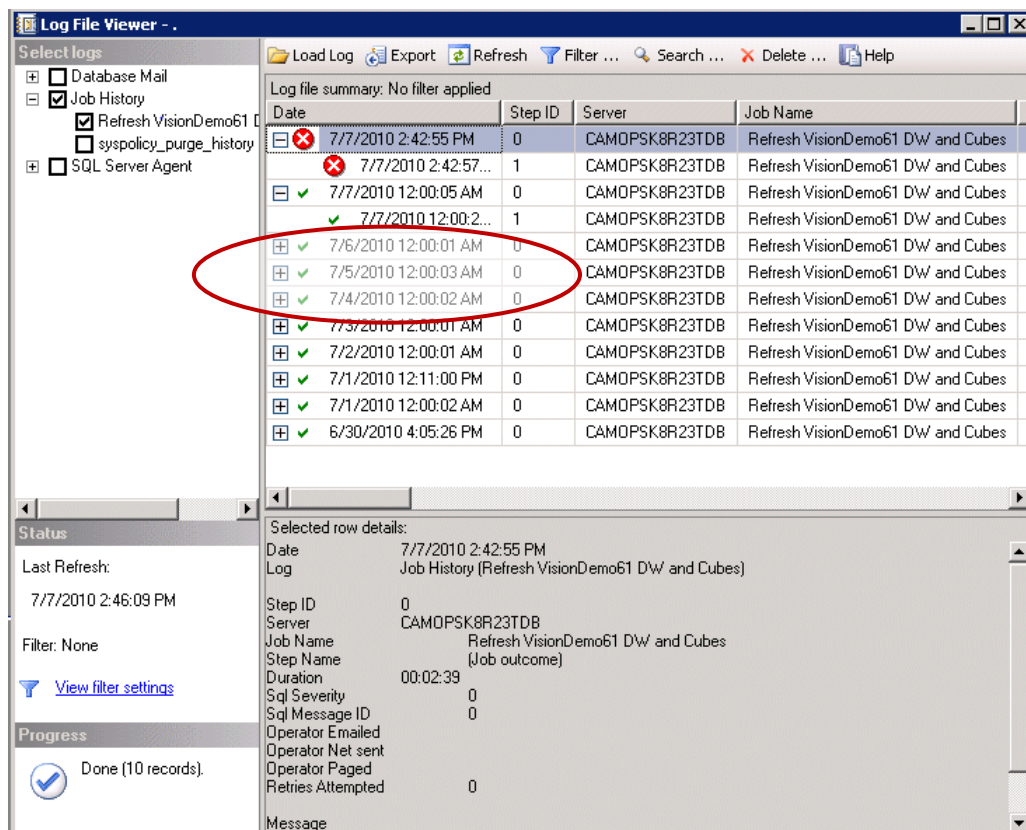 Log File Viewer - .
Select logs
Database Mail
Job History
Refresh VisionDemo61 D
syspolicy_purge_history
SQL Server Agent
Load Log Export Refresh Filter ... Search ... Delete ... Help
Log file summary: No filter applied
Date Step ID Server Job Name
7/7/2010 2:42:55 PM 0 CAMOPSK8R23TDB Refresh VisionDemo61 DW and Cubes
7/7/2010 2:42:57... 1 CAMOPSK8R23TDB Refresh VisionDemo61 DW and Cubes
7/7/2010 12:00:05 AM 0 CAMOPSK8R23TDB Refresh VisionDemo61 DW and Cubes
7/7/2010 12:00:2... 1 CAMOPSK8R23TDB Refresh VisionDemo61 DW and Cubes
7/6/2010 12:00:01 AM 0 CAMOPSK8R23TDB Refresh VisionDemo61 DW and Cubes
7/5/2010 12:00:03 AM 0 CAMOPSK8R23TDB Refresh VisionDemo61 DW and Cubes
7/4/2010 12:00:02 AM 0 CAMOPSK8R23TDB Refresh VisionDemo61 DW and Cubes
7/3/2010 12:00:01 AM 0 CAMOPSK8R23TDB Refresh VisionDemo61 DW and Cubes
7/2/2010 12:00:01 AM 0 CAMOPSK8R23TDB Refresh VisionDemo61 DW and Cubes
7/1/2010 12:11:00 PM 0 CAMOPSK8R23TDB Refresh VisionDemo61 DW and Cubes
7/1/2010 12:00:02 AM 0 CAMOPSK8R23TDB Refresh VisionDemo61 DW and Cubes
6/30/2010 4:05:26 PM 0 CAMOPSK8R23TDB Refresh VisionDemo61 DW and Cubes
Status
Last Refresh:
7/7/2010 2:46:09 PM
Filter: None
View filter settings
Progress
Done (10 records).
Selected row details:
Date 7/7/2010 2:42:55 PM
Log Job History (Refresh VisionDemo61 DW and Cubes)
Step ID 0
Server CAMOPSK8R23TDB
Job Name Refresh VisionDemo61 DW and Cubes
Step Name (Job outcome)
Duration 00:02:39
Sql Severity 0
Sql Message ID 0
Operator Emailed
Operator Net sent
Operator Paged
Retries Attempted 0
Message